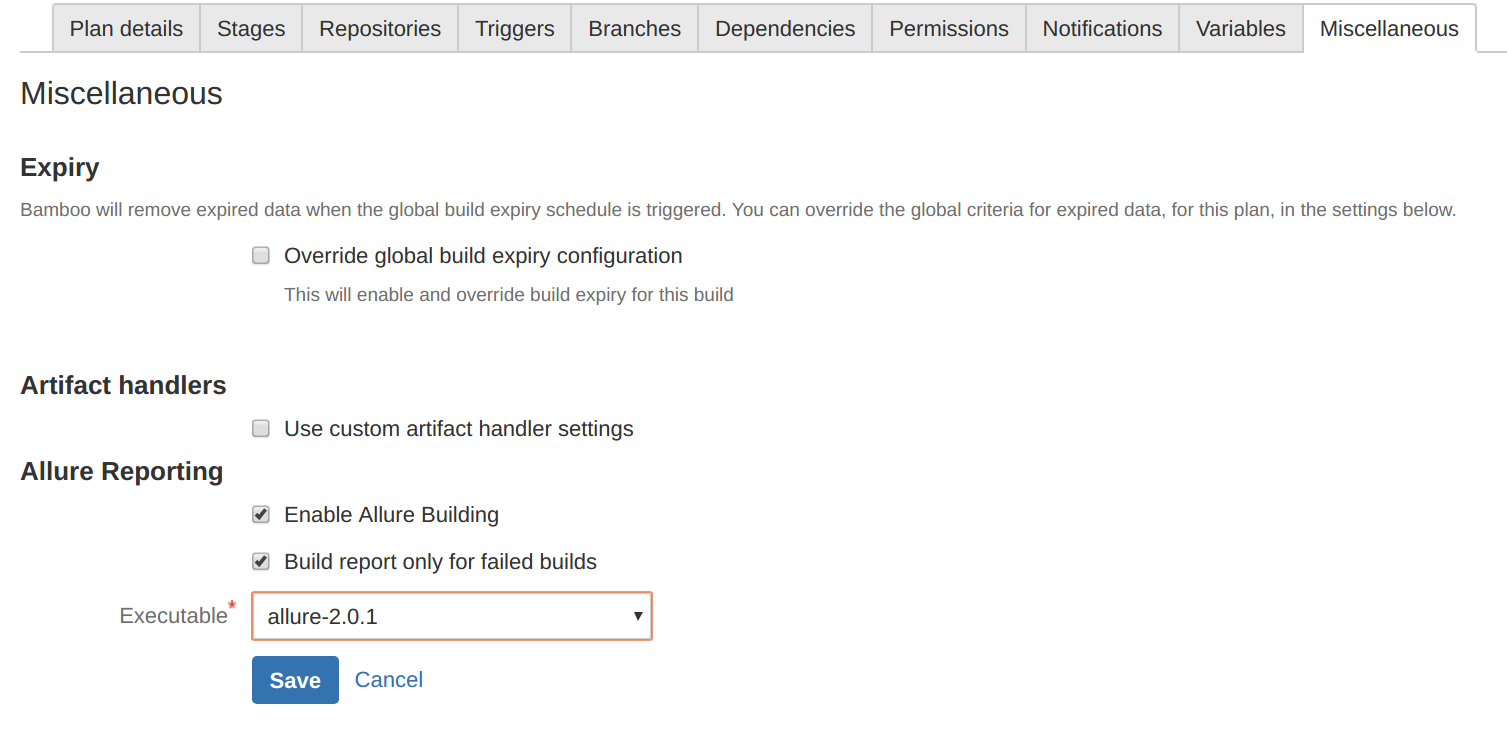 Plan details Stages Repositories Triggers Branches Dependencies Permissions Notifications Variables Miscellaneous
Miscellaneous
Expiry
Bamboo will remove expired data when the global build expiry schedule is triggered. You can override the global criteria for expired data, for this plan, in the settings below.
Override global build expiry configuration
This will enable and override build expiry for this build
Artifact handlers
Use custom artifact handler settings
Allure Reporting
Enable Allure Building
Build report only for failed builds
Executable* allure-2.0.1
Save Cancel